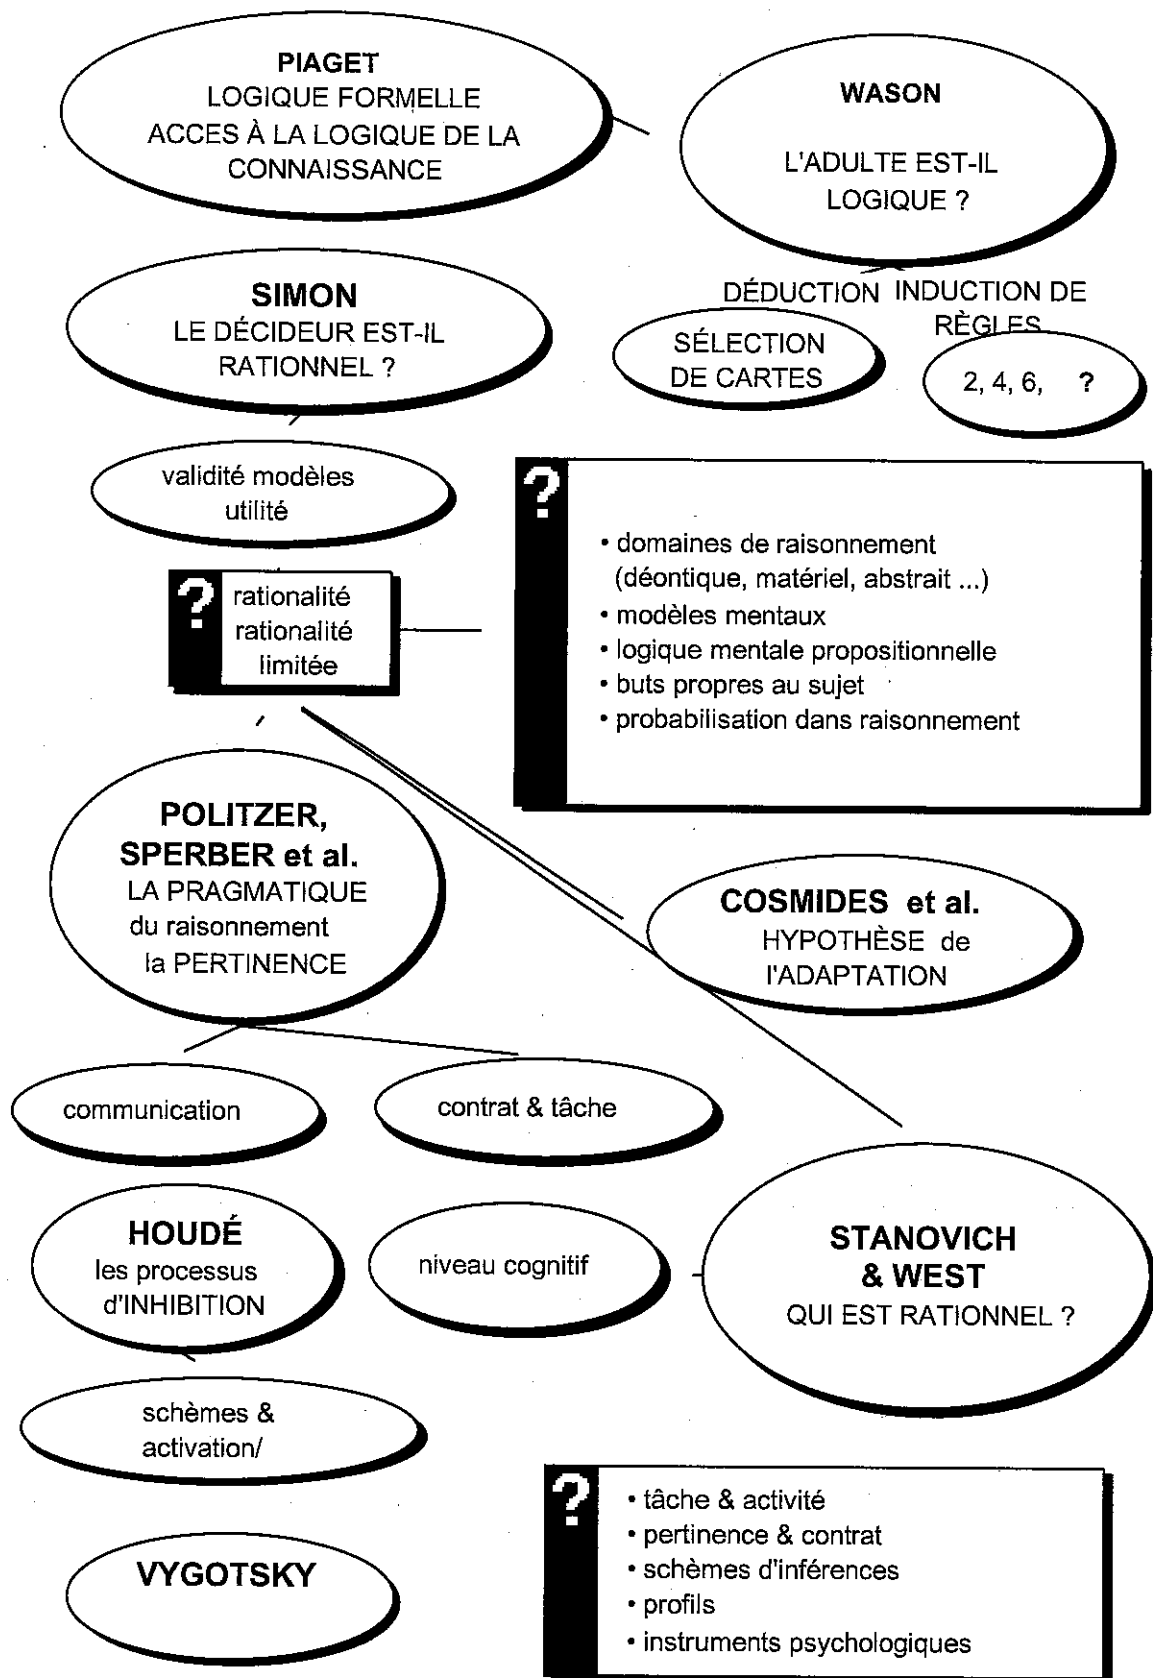 PIAGET
LOGIQUE FORMELLE
ACCES À LA LOGIQUE DE LA
CONNAISSANCE
WASON
L'ADULTE EST-IL
LOGIQUE ?
SIMON
LE DÉCIDEUR EST-IL
RATIONNEL ?
DÉDUCTION
INDUCTION DE
RÈGLES
SÉLECTION
DE CARTES
2, 4, 6, ?
validité modèles
utilité
?
rationalité
rationalité
limitée
?
• domaines de raisonnement
(déontique, matériel, abstrait ...)
• modèles mentaux
• logique mentale propositionnelle
• buts propres au sujet
• probabilisation dans raisonnement
POLITZER,
SPERBER et al.
LA PRAGMATIQUE
du raisonnement
la PERTINENCE
COSMIDES et al.
HYPOTHÈSE de
l'ADAPTATION
communication
contrat & tâche
HOUDÉ
les processus
d'INHIBITION
niveau cognitif
STANOVICH
& WEST
QUI EST RATIONNEL ?
schèmes &
activation/
VYGOTSKY
?
• tâche & activité
• pertinence & contrat
• schèmes d'inférences
• profils
• instruments psychologiques